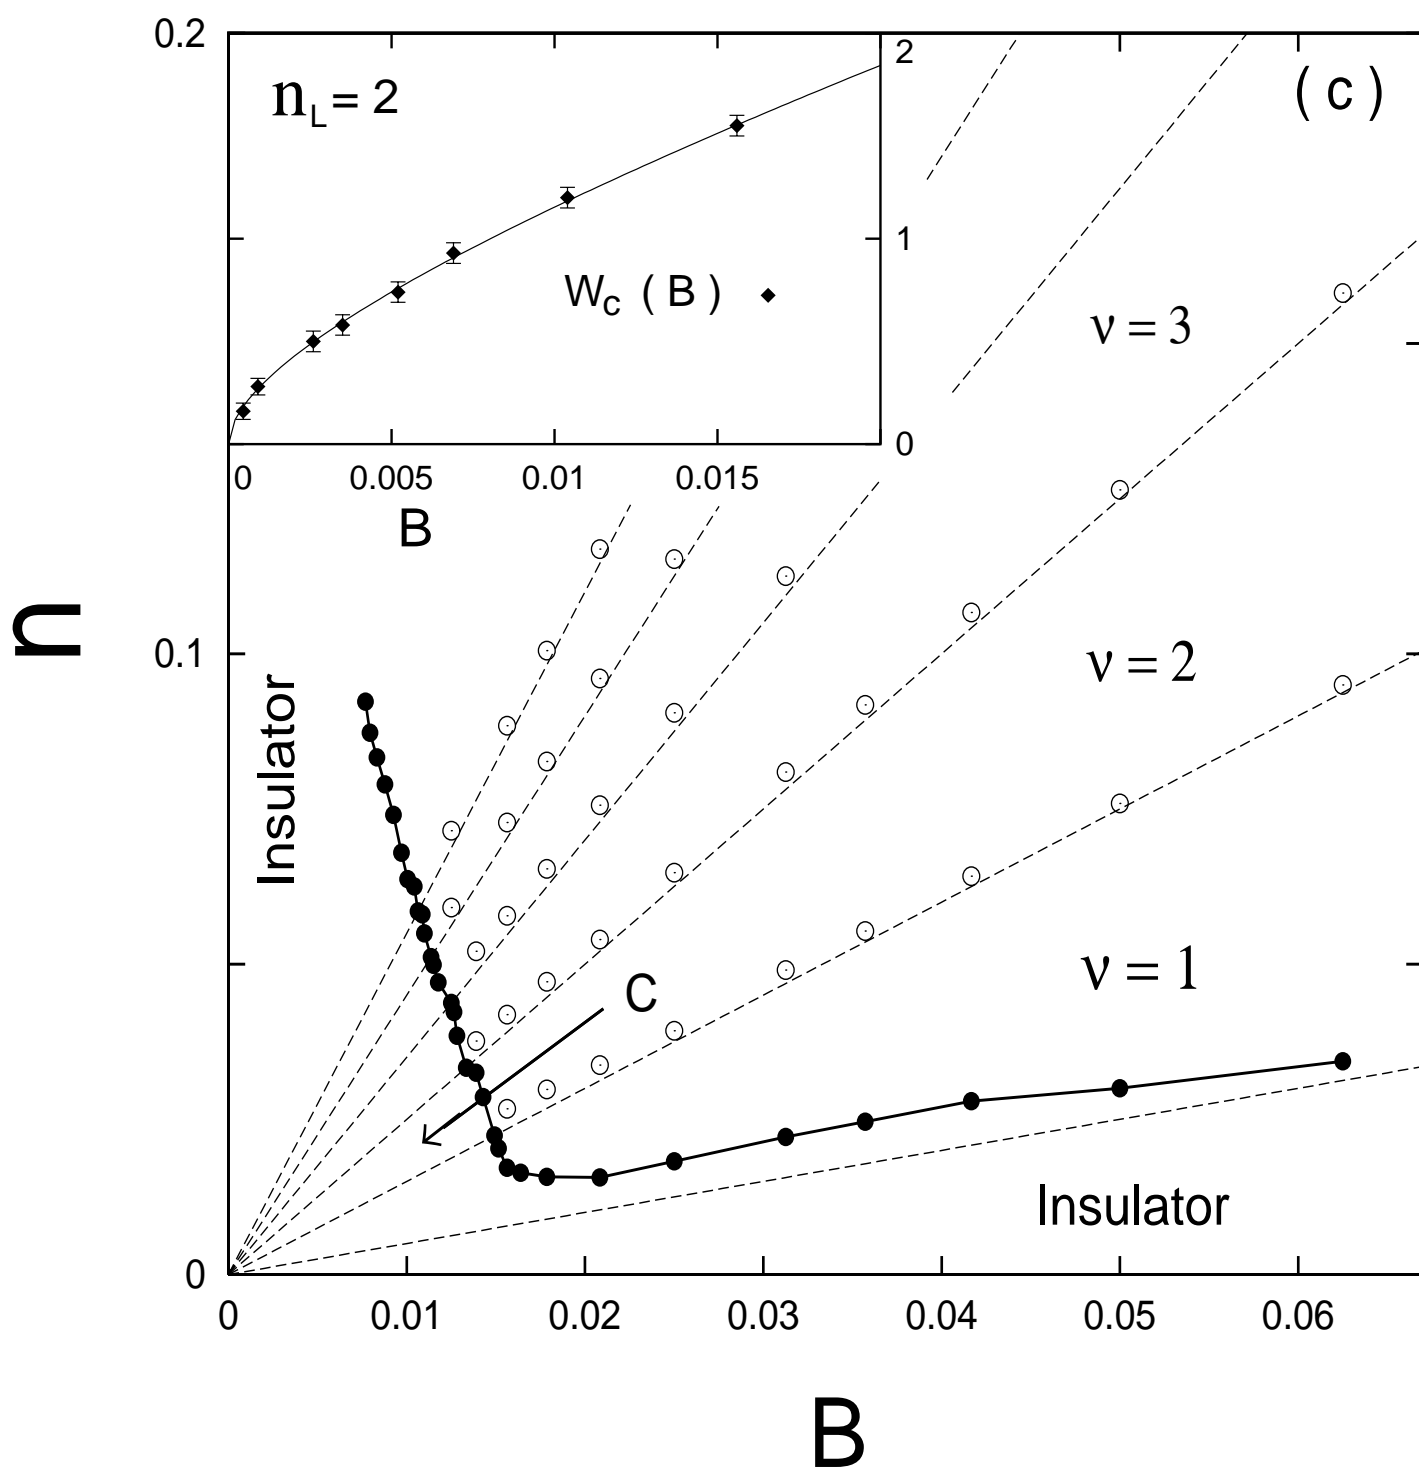 0.2
n_L = 2
2
(c)
1
W_c (B)
ν = 3
0
0 0.005 0.01 0.015
B
n
0.1
Insulator
ν = 2
C
ν = 1
Insulator
0
0 0.01 0.02 0.03 0.04 0.05 0.06
B